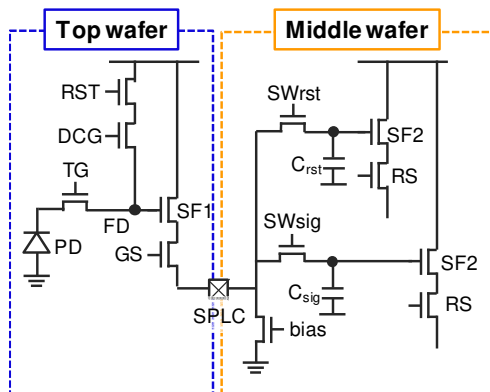 Top wafer
Middle wafer
RST
DCG
TG
FD
SF1
PD
GS
SPLC
SWrst
Crst
SF2
RS
SWsig
Csig
SF2
RS
bias